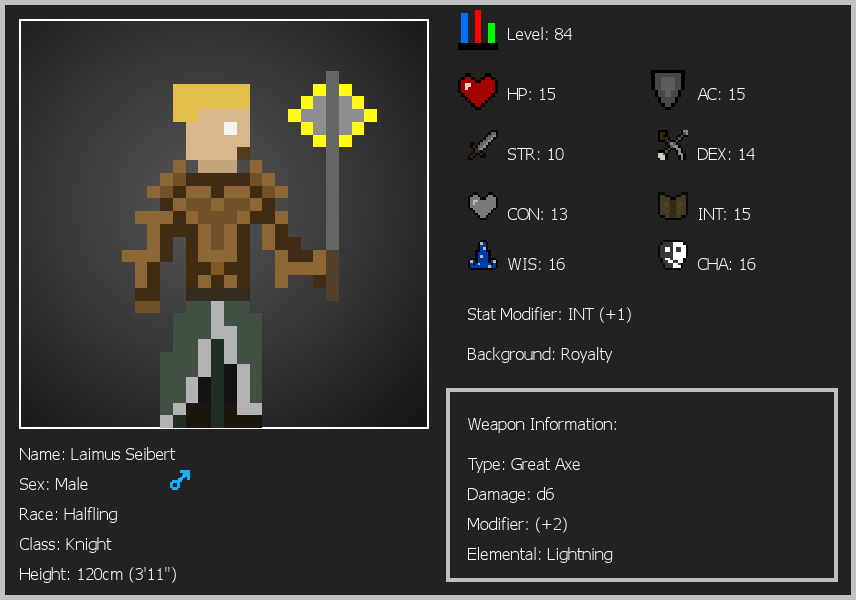 Level: 84
HP: 15
AC: 15
STR: 10
DEX: 14
CON: 13
INT: 15
WIS: 16
CHA: 16
Stat Modifier: INT (+1)
Background: Royalty
Weapon Information:
Type: Great Axe
Damage: d6
Modifier: (+2)
Elemental: Lightning
Name: Laimus Seibert
Sex: Male
Race: Halfling
Class: Knight
Height: 120cm (3'11")